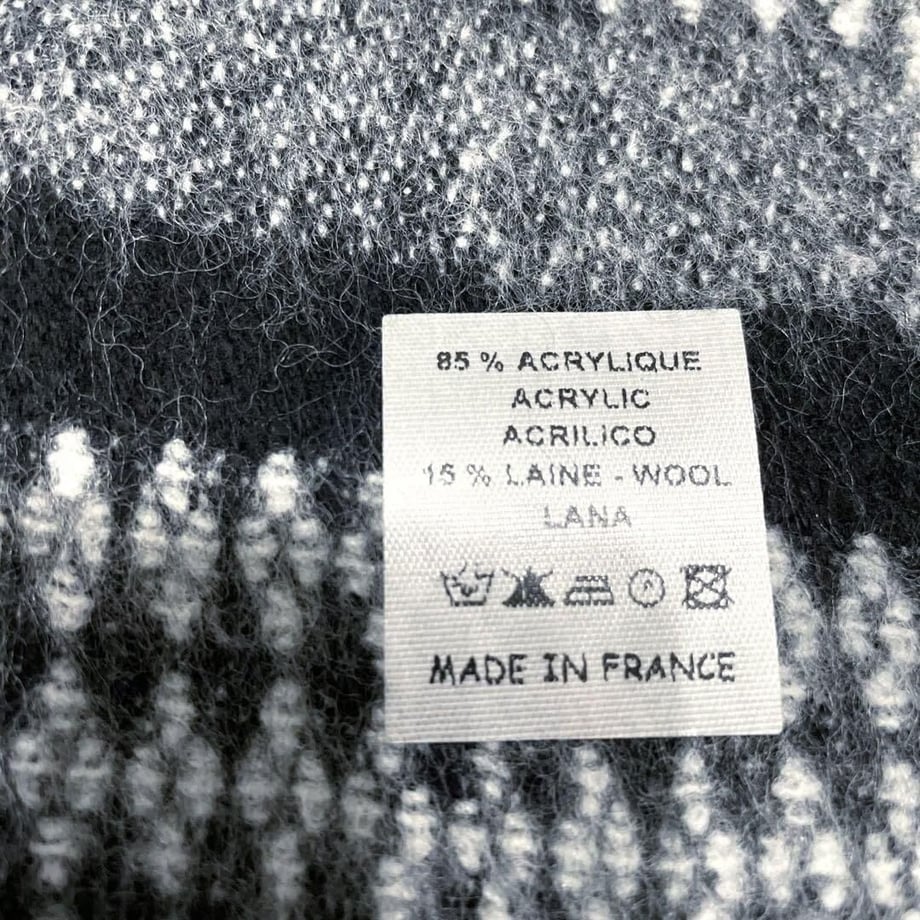 85 % ACRYLIQUE
ACRYLIC
ACRILICO
15 % LAINE - WOOL
LANA
MADE IN FRANCE